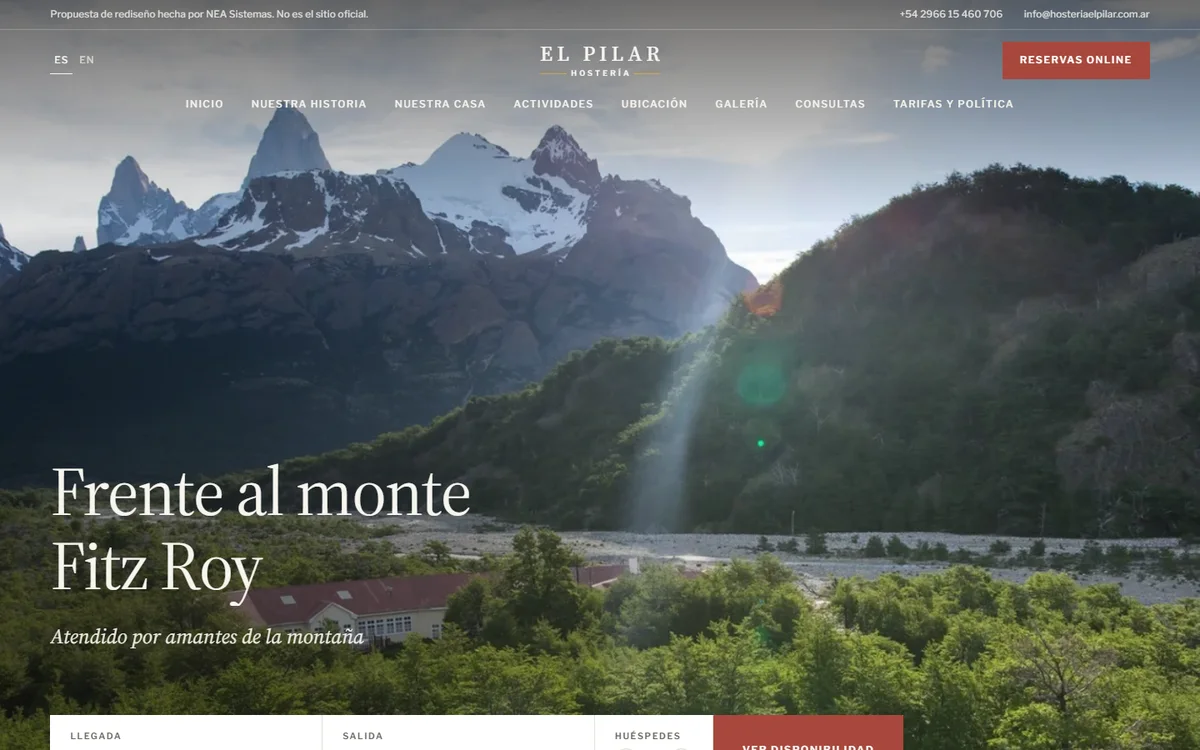 Propuesta de rediseño hecha por NEA Sistemas. No es el sitio oficial.
+54 2966 15 460 706
info@hosteriaelpilar.com.ar
ES EN
EL PILAR
HOSTERÍA
RESERVAS ONLINE
INICIO NUESTRA HISTORIA NUESTRA CASA ACTIVIDADES UBICACIÓN GALERÍA CONSULTAS TARIFAS Y POLÍTICA
Frente al monte
Fitz Roy
Atendido por amantes de la montaña
LLEGADA SALIDA HUÉSPEDES
VER DISPONIBILIDAD